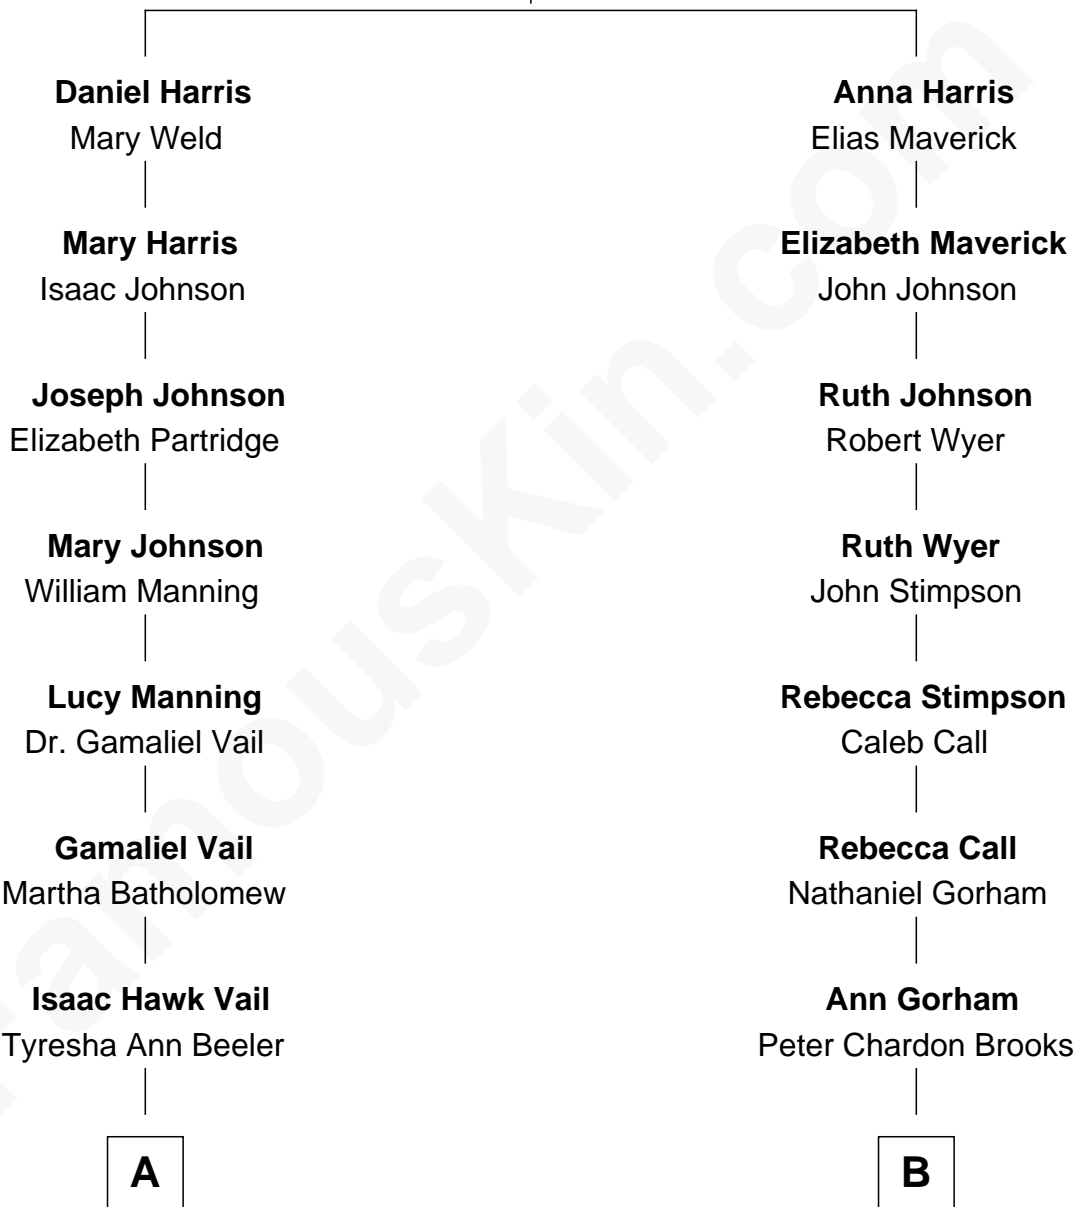 Daniel Harris
Mary Weld
Anna Harris
Elias Maverick
Mary Harris
Isaac Johnson
Elizabeth Maverick
John Johnson
Joseph Johnson
Elizabeth Partridge
Ruth Johnson
Robert Wyer
Mary Johnson
William Manning
Ruth Wyer
John Stimpson
Lucy Manning
Dr. Gamaliel Vail
Rebecca Stimpson
Caleb Call
Gamaliel Vail
Martha Batholomew
Rebecca Call
Nathaniel Gorham
Isaac Hawk Vail
Tyresha Ann Beeler
Ann Gorham
Peter Chardon Brooks
A
B
FamousKin.com